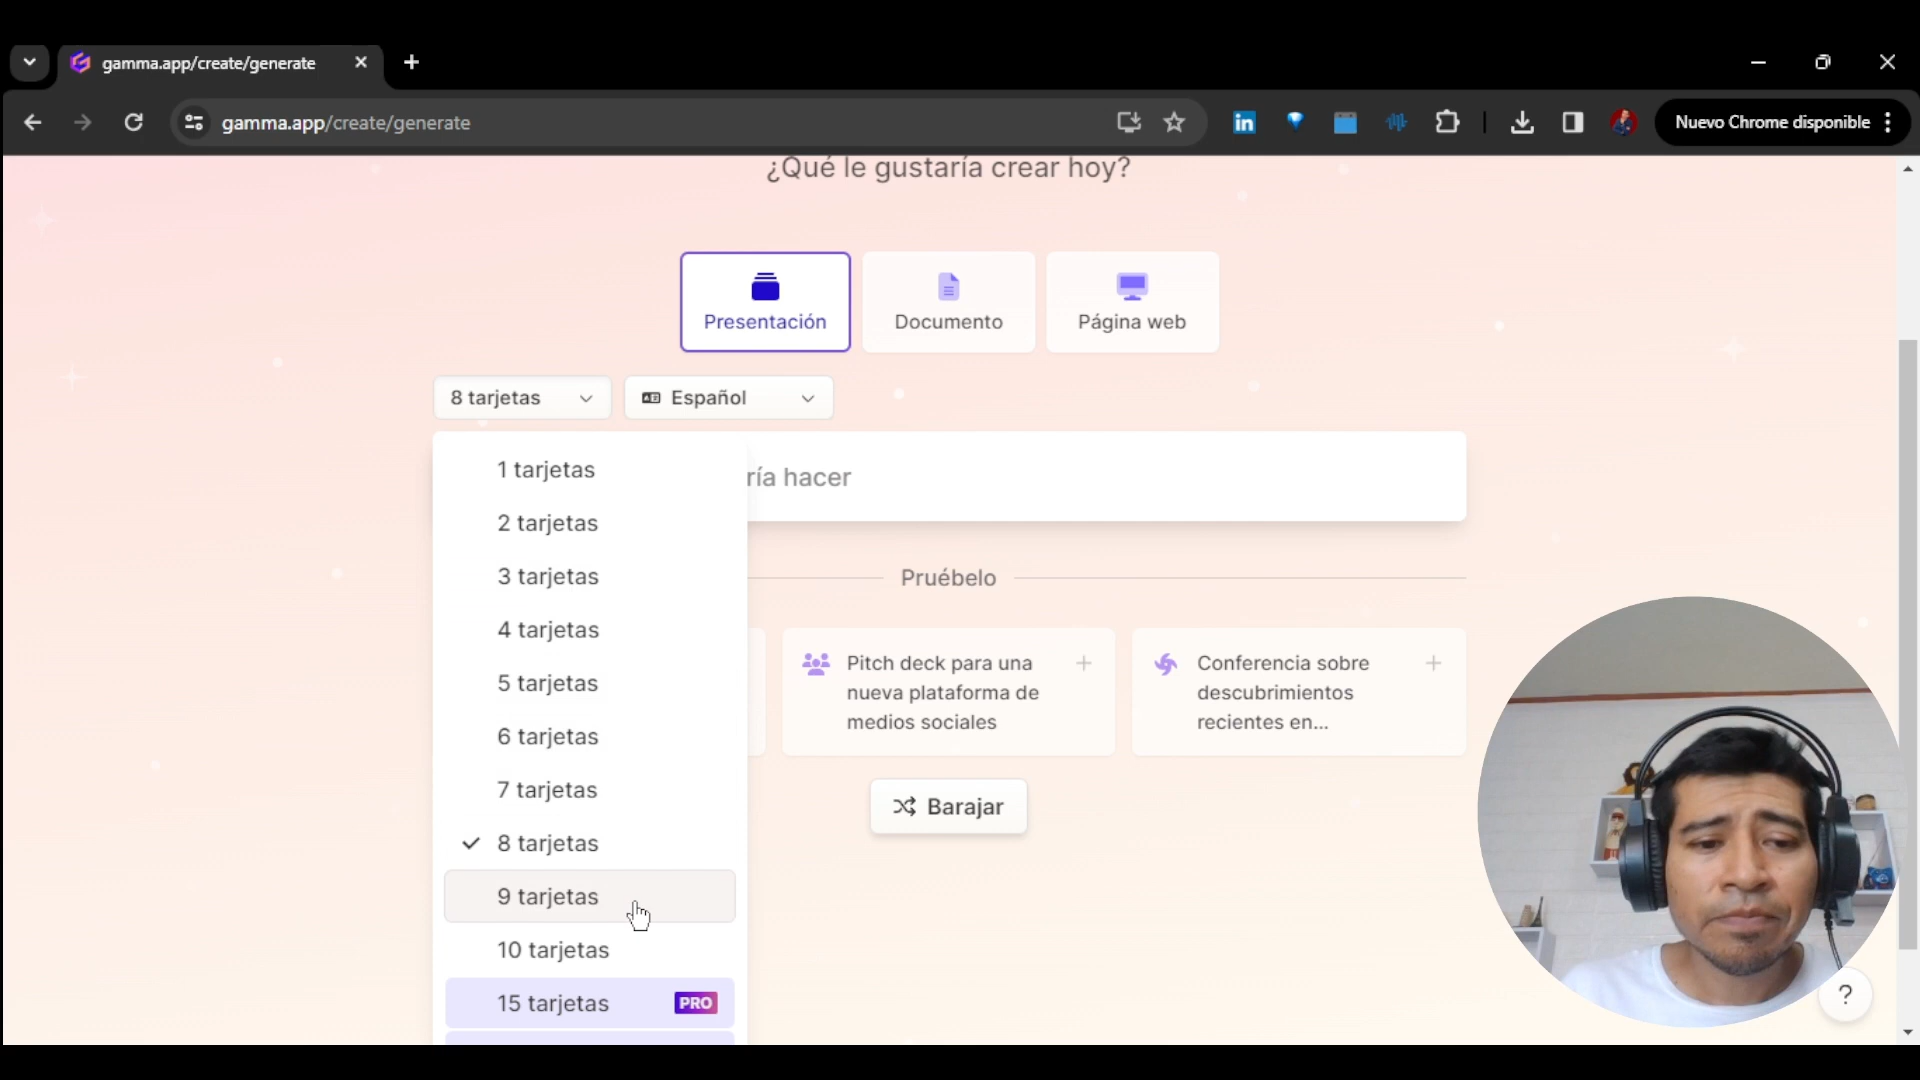 gamma.app/create/generate
gamma.app/create/generate
in
Nuevo Chrome disponible
¿Qué le gustaría crear hoy?
Presentación
Documento
Página web
8 tarjetas
Español
ría hacer
1 tarjetas
2 tarjetas
3 tarjetas
4 tarjetas
5 tarjetas
6 tarjetas
7 tarjetas
8 tarjetas
9 tarjetas
10 tarjetas
15 tarjetas PRO
Pruébelo
Pitch deck para una
nueva plataforma de
medios sociales
Conferencia sobre
descubrimientos
recientes en...
Barajar
?